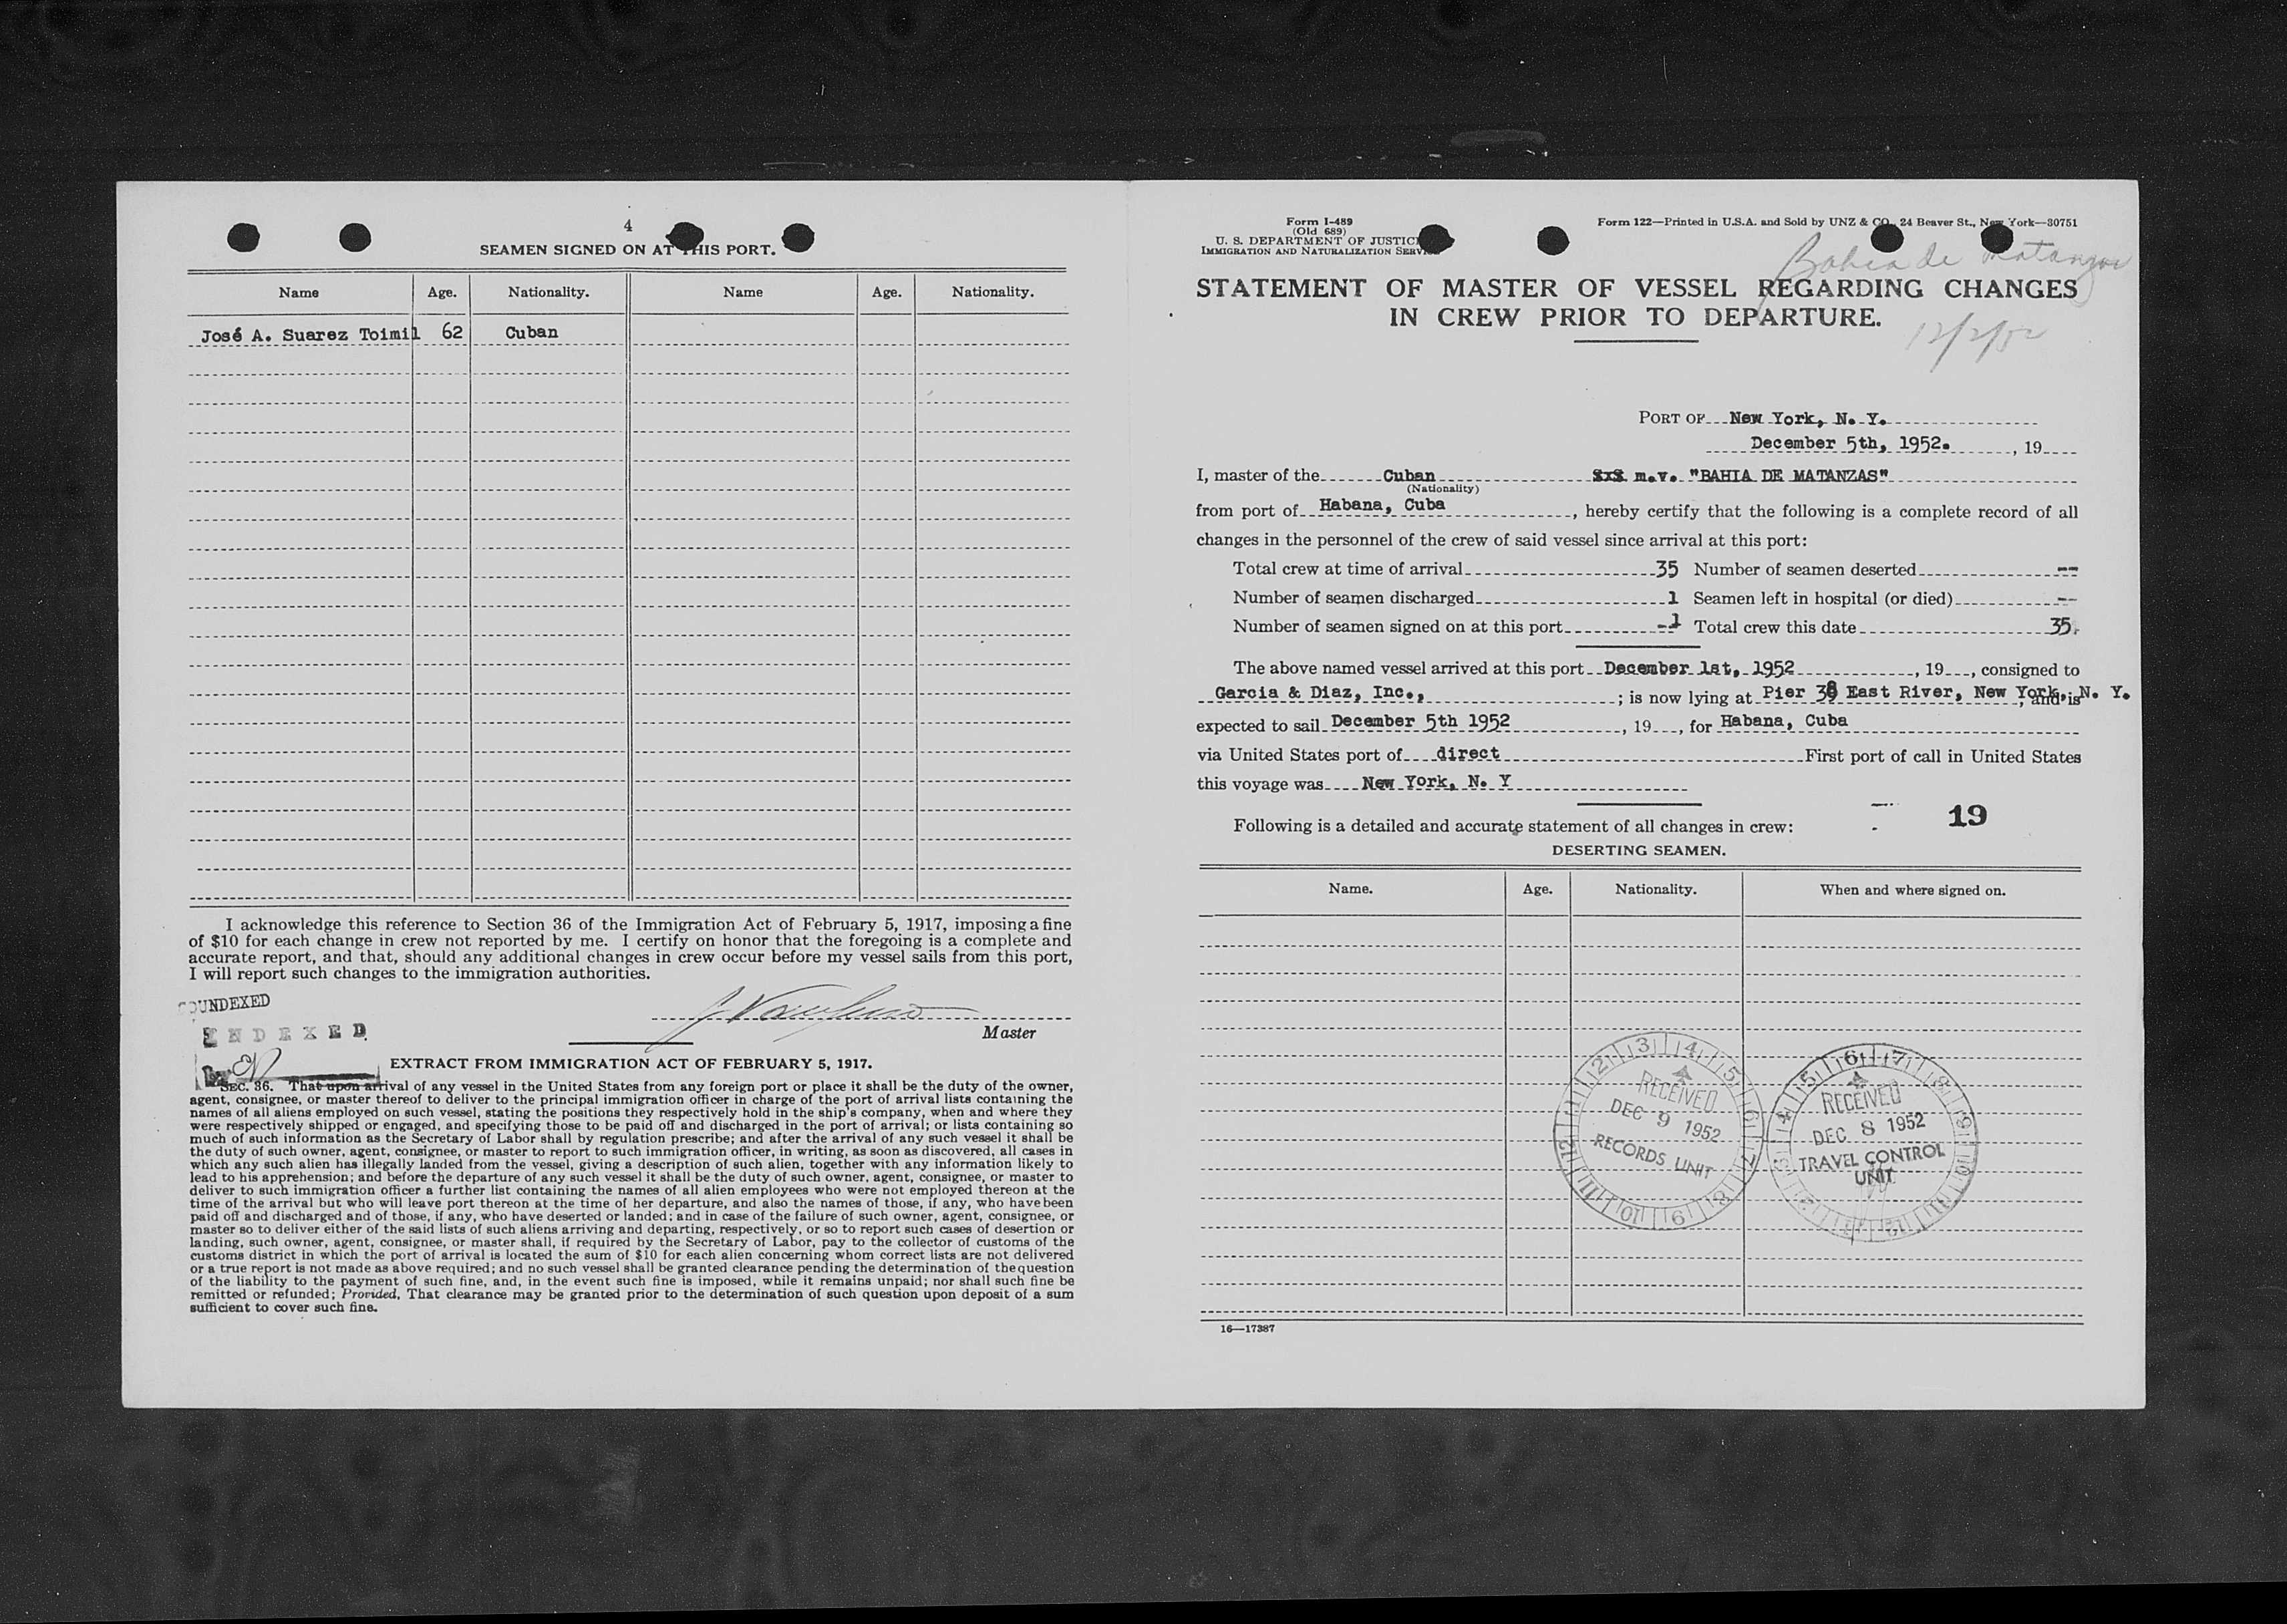 4
SEAMEN SIGNED ON AT THIS PORT.
Name Age. Nationality. Name Age. Nationality.
José A. Suarez Toimil 62 Cuban
I acknowledge this reference to Section 36 of the Immigration Act of February 5, 1917, imposing a fine
of $10 for each change in crew not reported by me. I certify on honor that the foregoing is a complete and
accurate report, and that, should any additional changes in crew occur before my vessel sails from this port,
I will report such changes to the immigration authorities.
UNDEXED
INDEXED
Master
By
EXTRACT FROM IMMIGRATION ACT OF FEBRUARY 5, 1917.
SEC. 36. That upon arrival of any vessel in the United States from any foreign port or place it shall be the duty of the owner,
agent, consignee, or master thereof to deliver to the principal immigration officer in charge of the port of arrival lists containing the
names of all aliens employed on such vessel, stating the positions they respectively hold in the ship's company, when and where they
were respectively shipped or engaged, and specifying those to be paid off and discharged in the port of arrival; or lists containing so
much of such information as the Secretary of Labor shall by regulation prescribe; and after the arrival of any such vessel it shall be
the duty of such owner, agent, consignee, or master to report to such immigration officer, in writing, as soon as discovered, all cases in
which any such alien has illegally landed from the vessel, giving a description of such alien, together with any information likely to
lead to his apprehension; and before the departure of any such vessel it shall be the duty of such owner, agent, consignee, or master to
deliver to such immigration officer a further list containing the names of all alien employees who were not employed thereon at the
time of the arrival but who will leave port thereon at the time of her departure, and also the names of those, if any, who have been
paid off and discharged and of those, if any, who have deserted or landed; and in case of the failure of such owner, agent, consignee, or
master so to deliver either of the said lists of such aliens arriving and departing, respectively, or so to report such cases of desertion or
landing, such owner, agent, consignee, or master shall, if required by the Secretary of Labor, pay to the collector of customs of the
customs district in which the port of arrival is located the sum of $10 for each alien concerning whom correct lists are not delivered
or a true report is not made as above required; and no such vessel shall be granted clearance pending the determination of the question
of the liability to the payment of such fine, and, in the event such fine is imposed, while it remains unpaid; nor shall such fine be
remitted or refunded; Provided, That clearance may be granted prior to the determination of such question upon deposit of a sum
sufficient to cover such fine.
Form I-489
(Old 689)
U. S. DEPARTMENT OF JUSTICE
IMMIGRATION AND NATURALIZATION SERVICE
Form 122—Printed in U.S.A. and Sold by UNZ & CO., 24 Beaver St., New York—30751
Bahia de Matanzas
STATEMENT OF MASTER OF VESSEL REGARDING CHANGES
IN CREW PRIOR TO DEPARTURE.
12/2/52
PORT OF New York, N. Y.
December 5th, 1952. , 19
I, master of the Cuban m.v. "BAHIA DE MATANZAS"
(Nationality)
from port of Habana, Cuba , hereby certify that the following is a complete record of all
changes in the personnel of the crew of said vessel since arrival at this port:
Total crew at time of arrival 35 Number of seamen deserted --
Number of seamen discharged 1 Seamen left in hospital (or died) --
Number of seamen signed on at this port -1 Total crew this date 35.
The above named vessel arrived at this port December 1st, 1952 , 19 , consigned to
Garcia & Diaz, Inc., ; is now lying at Pier 38 East River, New York, N. Y. , and is
expected to sail December 5th 1952 , 19 , for Habana, Cuba
via United States port of direct First port of call in United States
this voyage was New York, N. Y
19
Following is a detailed and accurate statement of all changes in crew:
DESERTING SEAMEN.
Name. Age. Nationality. When and where signed on.
RECEIVED
DEC 9 1952
RECORDS UNIT
1 2 3 4 5 6 7 8 9 10 11 12
RECEIVED
DEC 8 1952
TRAVEL CONTROL
UNIT
1 2 3 4 5 6 7 8 9 10 11 12
16—17387